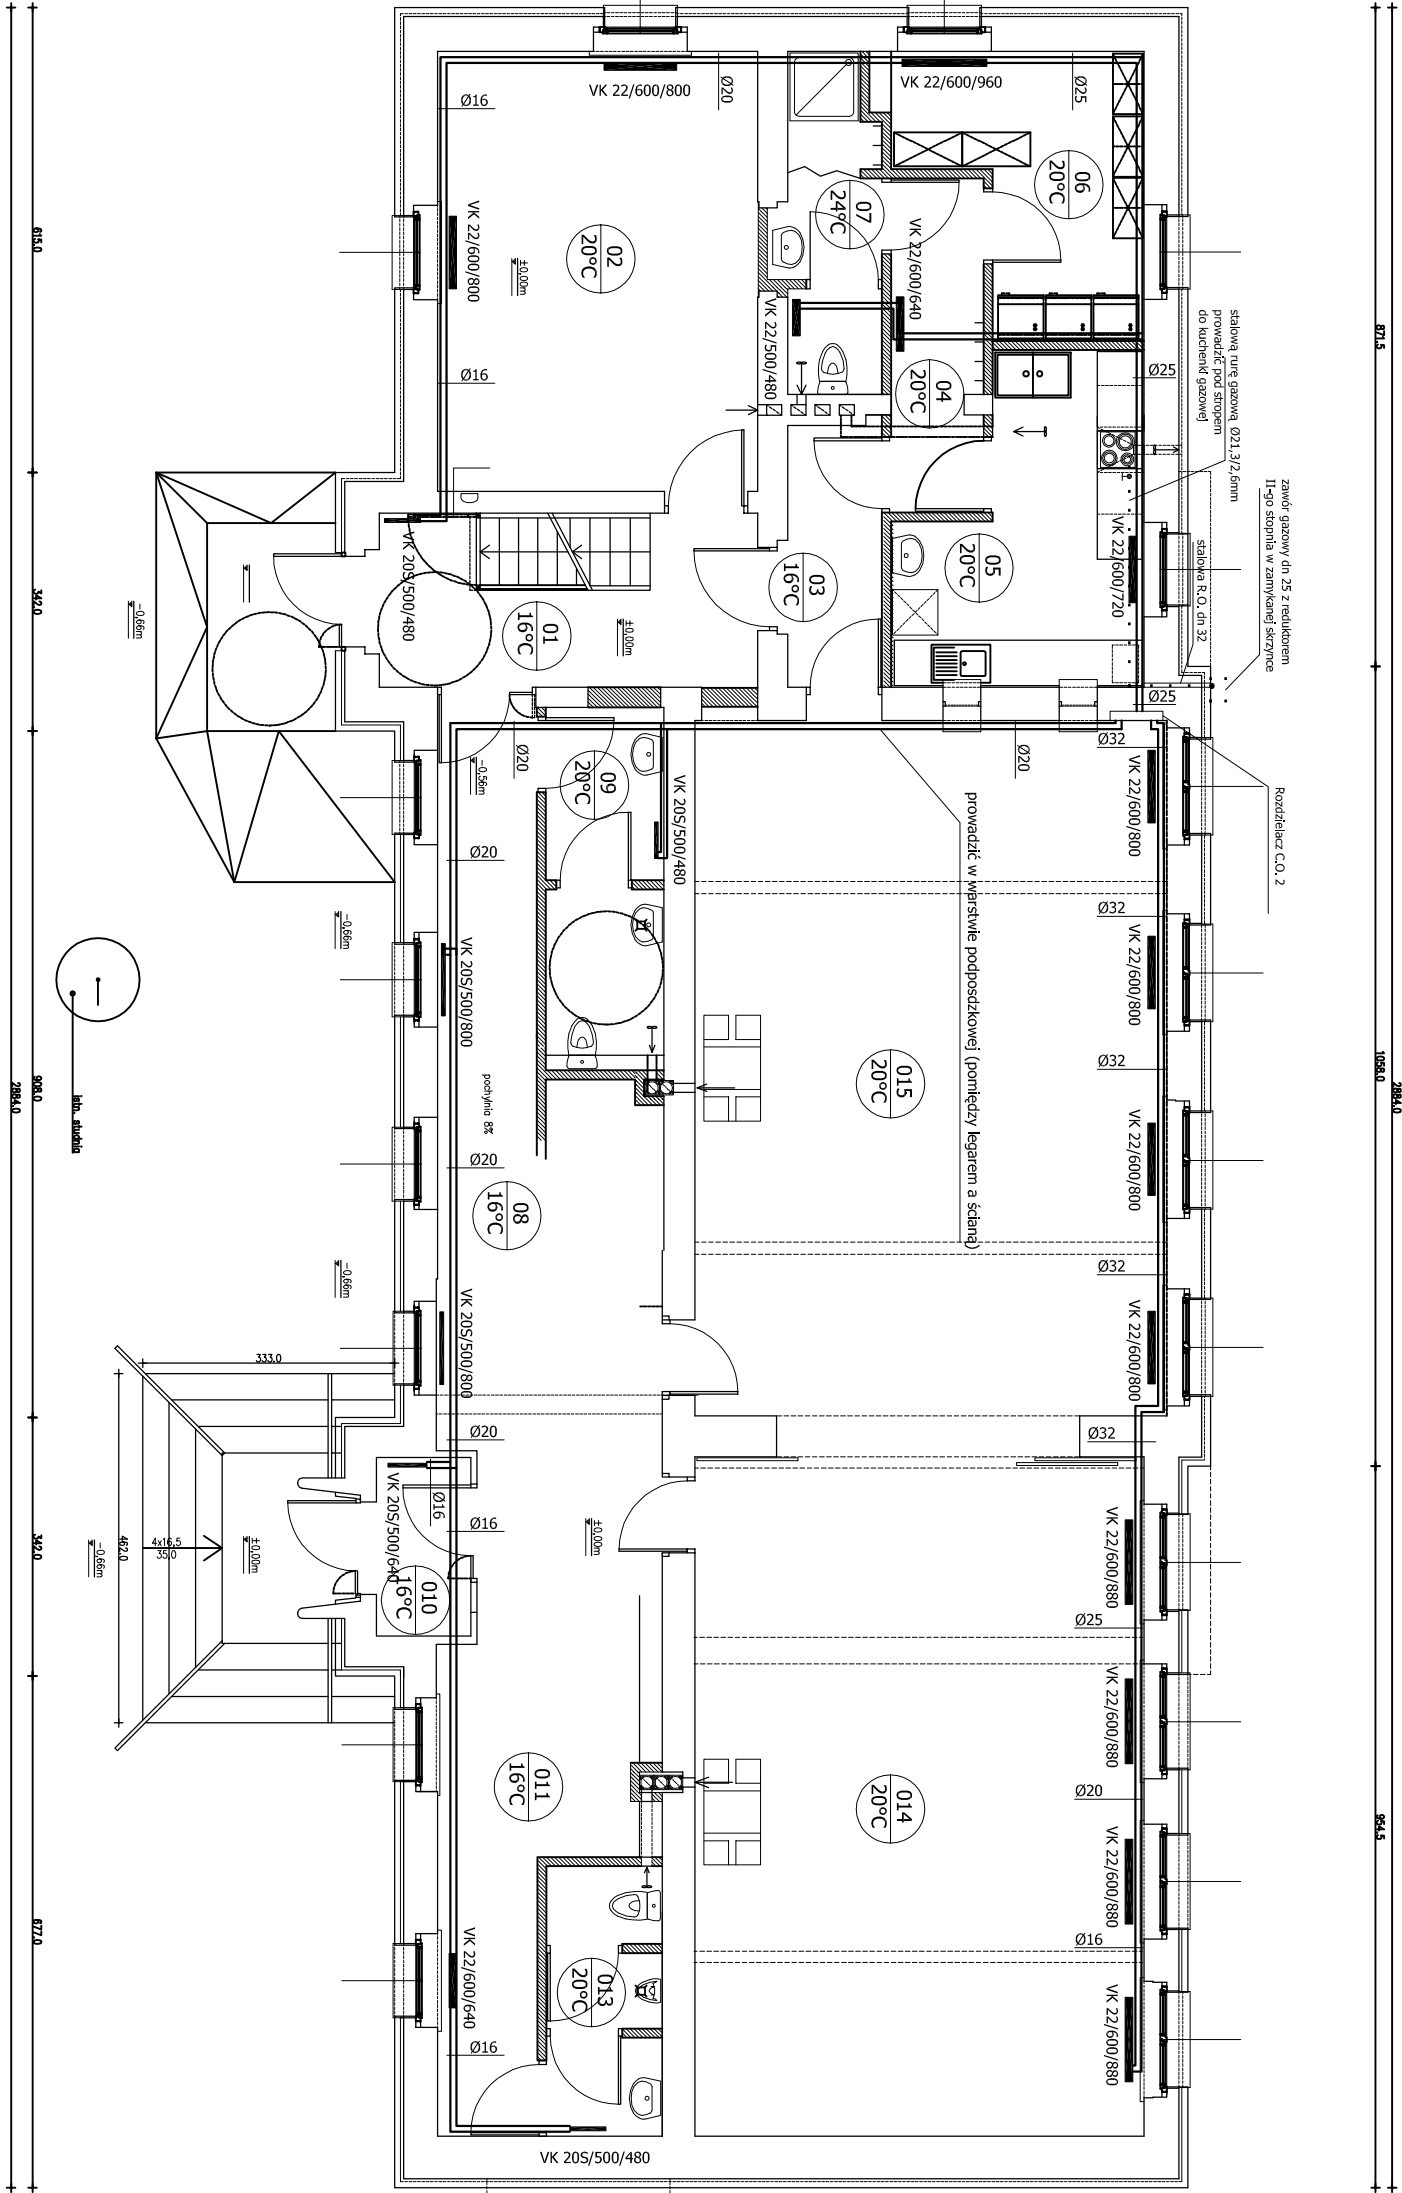 VK 22/600/800
Ø20
VK 22/600/960
Ø25
Ø16
06
20°C
07
24°C
VK 22/600/800
VK 22/600/640
02
20°C
±0,00m
615.0
871.5
stalową rurę gazową Ø21,3/2,6mm
prowadzić pod stropem
do kuchenki gazowej
VK 22/500/480
04
20°C
Ø16
Ø25
zawór gazowy dn 25 z reduktorem
II-go stopnia w zamykanej skrzynce
stalowa R.O. dn 32
VK 22/600/720
05
20°C
03
16°C
VK 20S/500/480
01
16°C
±0,00m
-0,66m
342.0
Ø25
Ø32
Ø20
Ø20
-0,56m
09
20°C
VK 20S/500/480
VK 22/600/800
Rozdzielacz C.O. 2
prowadzić w warstwie podposdzkowej (pomiędzy legarem a ścianą)
Ø20
Ø32
-0,66m
VK 20S/500/800
VK 22/600/800
istn. studnia
pochylnia 8%
015
20°C
Ø32
VK 22/600/800
908.0
2884.0
1058.0
2884.0
Ø20
08
16°C
-0,66m
Ø32
VK 20S/500/800
VK 22/600/800
333.0
Ø20
Ø32
VK 20S/500/640
Ø16
Ø16
±0,00m
VK 22/600/880
462.0
4x16,5
35,0
±0,00m
-0,66m
342.0
010
16°C
Ø25
VK 22/600/880
011
16°C
014
20°C
Ø20
VK 22/600/880
954.5
677.0
VK 22/600/640
013
20°C
Ø16
VK 22/600/880
Ø16
VK 20S/500/480